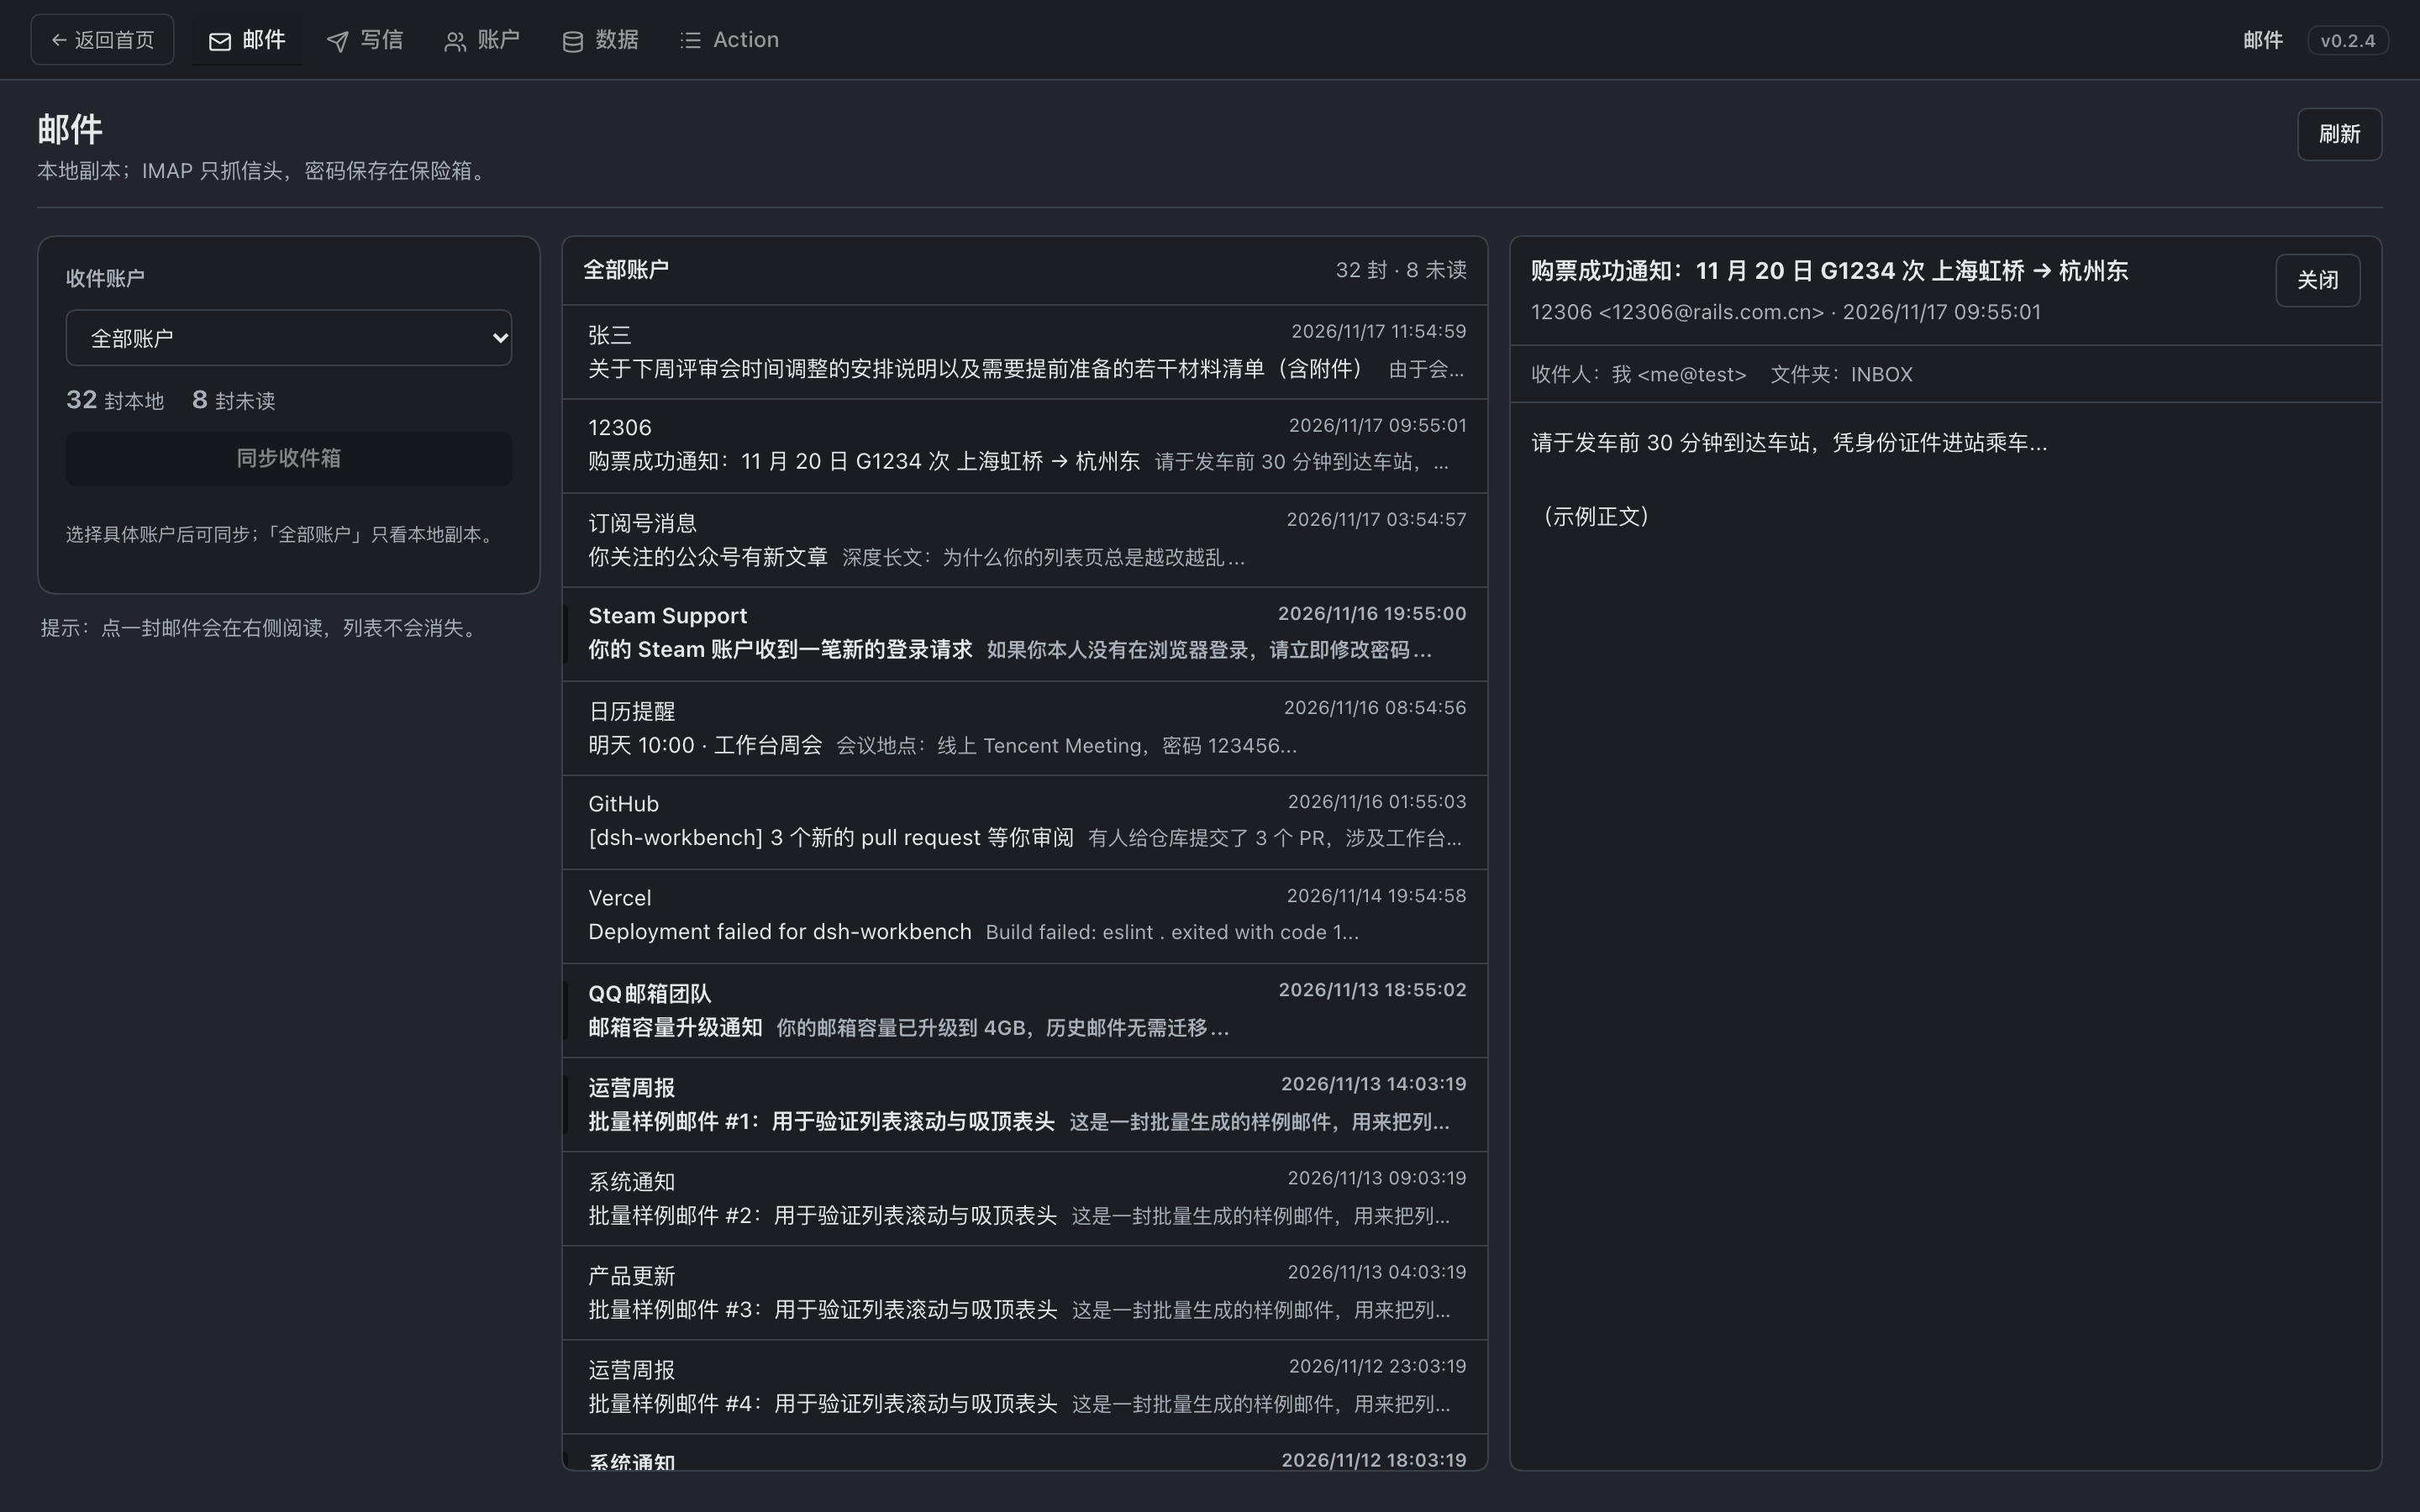 ← 返回首页
邮件
写信
账户
数据
Action
邮件
v0.2.4
邮件
刷新
本地副本；IMAP 只抓信头，密码保存在保险箱。
收件账户
全部账户
32 封本地 8 封未读
同步收件箱
选择具体账户后可同步；「全部账户」只看本地副本。
提示：点一封邮件会在右侧阅读，列表不会消失。
全部账户
32 封 · 8 未读
张三
2026/11/17 11:54:59
关于下周评审会时间调整的安排说明以及需要提前准备的若干材料清单（含附件） 由于会…
12306
2026/11/17 09:55:01
购票成功通知：11 月 20 日 G1234 次 上海虹桥 → 杭州东 请于发车前 30 分钟到达车站，…
订阅号消息
2026/11/17 03:54:57
你关注的公众号有新文章 深度长文：为什么你的列表页总是越改越乱…
Steam Support
2026/11/16 19:55:00
你的 Steam 账户收到一笔新的登录请求 如果你本人没有在浏览器登录，请立即修改密码…
日历提醒
2026/11/16 08:54:56
明天 10:00 · 工作台周会 会议地点：线上 Tencent Meeting，密码 123456…
GitHub
2026/11/16 01:55:03
[dsh-workbench] 3 个新的 pull request 等你审阅 有人给仓库提交了 3 个 PR，涉及工作台…
Vercel
2026/11/14 19:54:58
Deployment failed for dsh-workbench Build failed: eslint . exited with code 1…
QQ邮箱团队
2026/11/13 18:55:02
邮箱容量升级通知 你的邮箱容量已升级到 4GB，历史邮件无需迁移…
运营周报
2026/11/13 14:03:19
批量样例邮件 #1：用于验证列表滚动与吸顶表头 这是一封批量生成的样例邮件，用来把列…
系统通知
2026/11/13 09:03:19
批量样例邮件 #2：用于验证列表滚动与吸顶表头 这是一封批量生成的样例邮件，用来把列…
产品更新
2026/11/13 04:03:19
批量样例邮件 #3：用于验证列表滚动与吸顶表头 这是一封批量生成的样例邮件，用来把列…
运营周报
2026/11/12 23:03:19
批量样例邮件 #4：用于验证列表滚动与吸顶表头 这是一封批量生成的样例邮件，用来把列…
系统通知
2026/11/12 18:03:19
购票成功通知：11 月 20 日 G1234 次 上海虹桥 → 杭州东
关闭
12306 <12306@rails.com.cn> · 2026/11/17 09:55:01
收件人：我 <me@test> 文件夹：INBOX
请于发车前 30 分钟到达车站，凭身份证件进站乘车…
（示例正文）